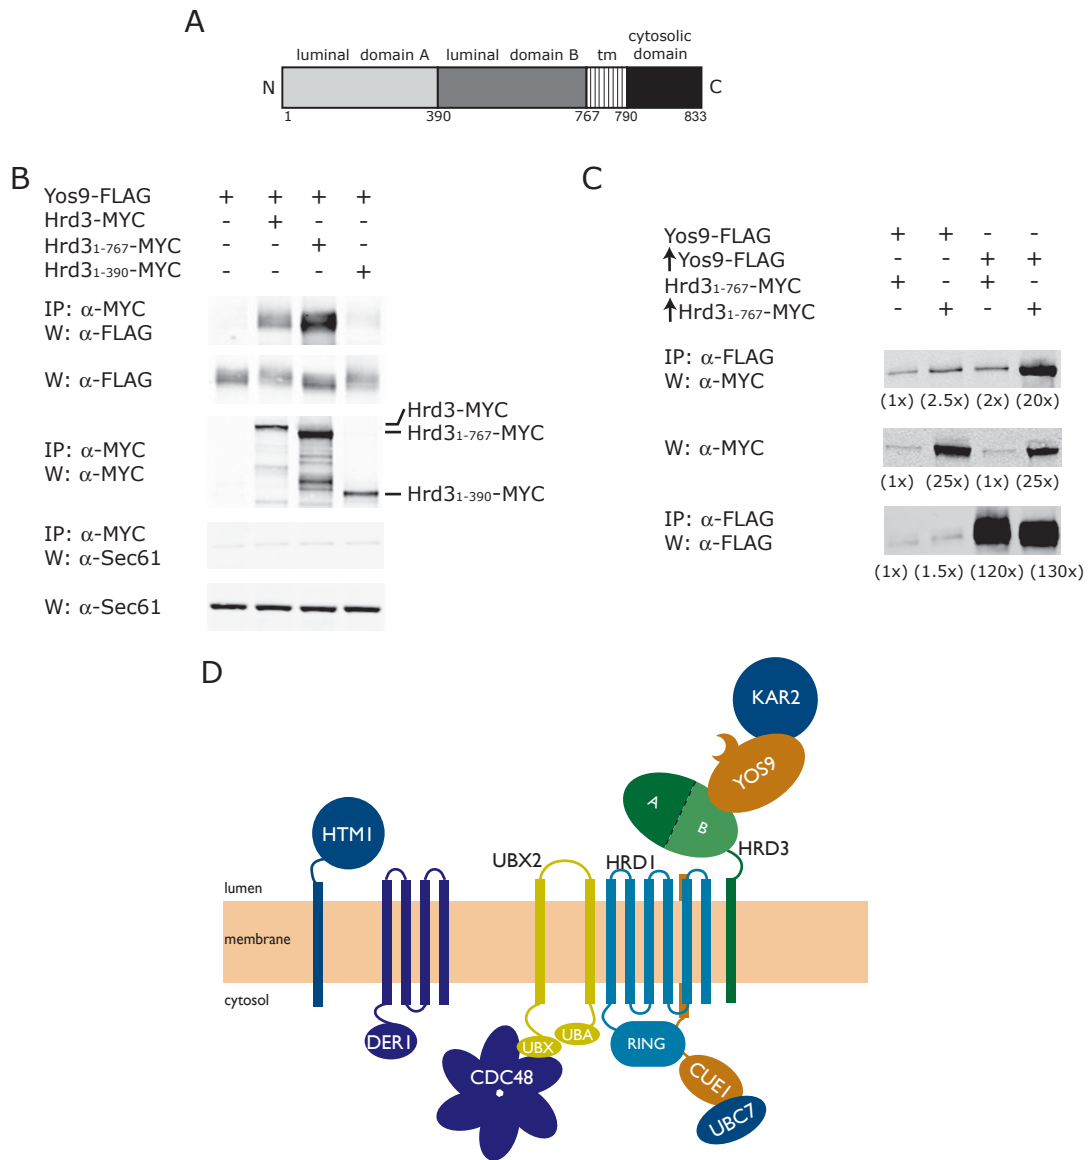 A
luminal domain A luminal domain B tm cytosolic domain
N C
1 390 767 790 833
B
Yos9-FLAG + + + +
Hrd3-MYC - + - -
Hrd31-767-MYC - - + -
Hrd31-390-MYC - - - +
IP: α-MYC
W: α-FLAG
W: α-FLAG
IP: α-MYC
W: α-MYC
Hrd3-MYC
Hrd31-767-MYC
Hrd31-390-MYC
IP: α-MYC
W: α-Sec61
W: α-Sec61
C
Yos9-FLAG + + - -
↑Yos9-FLAG - - + +
Hrd31-767-MYC + - + -
↑Hrd31-767-MYC - + - +
IP: α-FLAG
W: α-MYC
(1x) (2.5x) (2x) (20x)
W: α-MYC
(1x) (25x) (1x) (25x)
IP: α-FLAG
W: α-FLAG
(1x) (1.5x) (120x) (130x)
D
KAR2
YOS9
A
B
HTM1
UBX2
HRD1
HRD3
lumen
membrane
cytosol
DER1
UBX
UBA
RING
CDC48
CUE1
UBC7